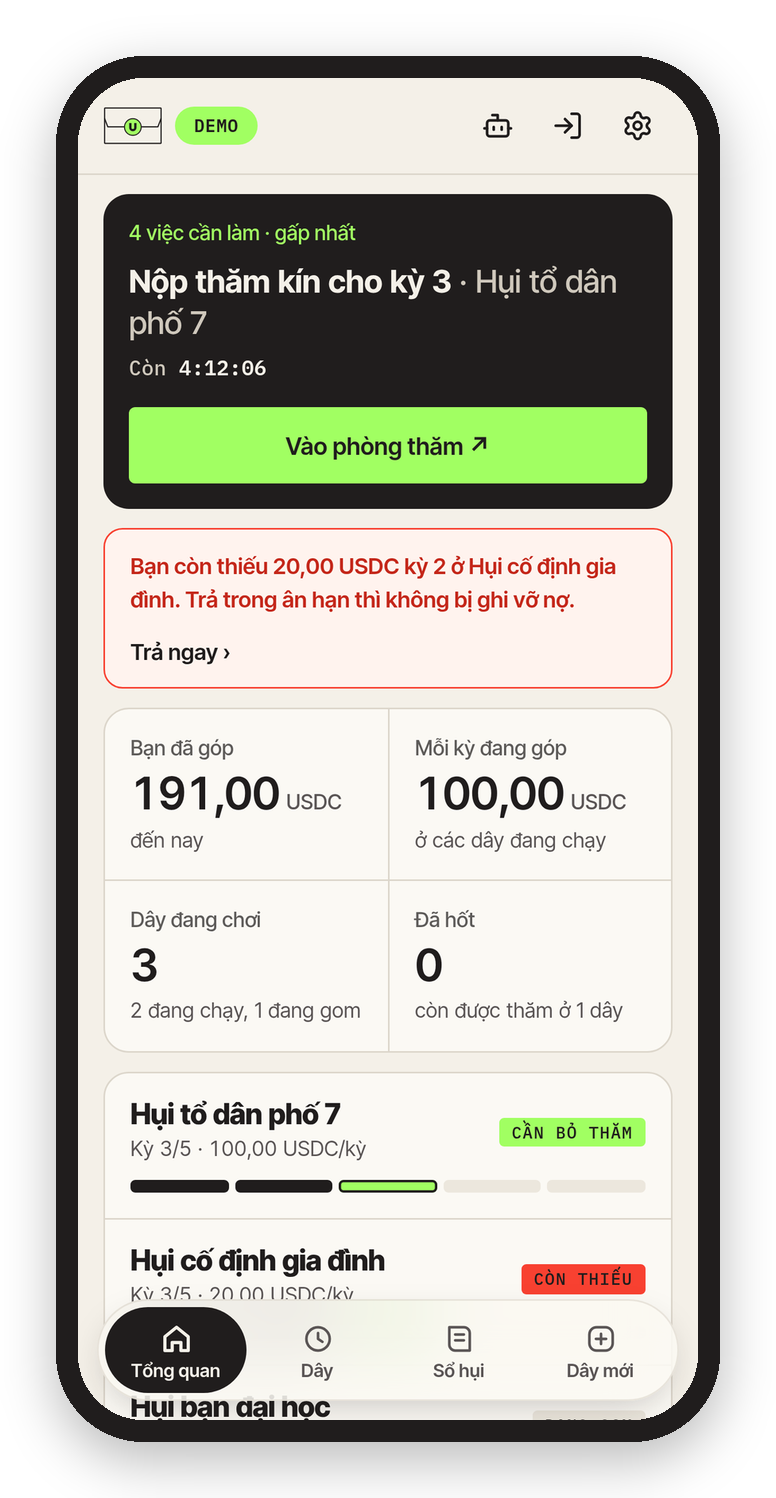 U
DEMO
4 việc cần làm · gấp nhất
Nộp thăm kín cho kỳ 3 · Hụi tổ dân
phố 7
Còn 4:12:06
Vào phòng thăm ↗
Bạn còn thiếu 20,00 USDC kỳ 2 ở Hụi cố định gia
đình. Trả trong ân hạn thì không bị ghi vỡ nợ.
Trả ngay ›
Bạn đã góp
191,00 USDC
đến nay
Mỗi kỳ đang góp
100,00 USDC
ở các dây đang chạy
Dây đang chơi
3
2 đang chạy, 1 đang gom
Đã hốt
0
còn được thăm ở 1 dây
Hụi tổ dân phố 7
Kỳ 3/5 · 100,00 USDC/kỳ
CẦN BỎ THĂM
Hụi cố định gia đình
Kỳ 3/5 · 20,00 USDC/kỳ
CÒN THIẾU
Tổng quan
Dây
Sổ hụi
Dây mới
Hụi bạn đại học